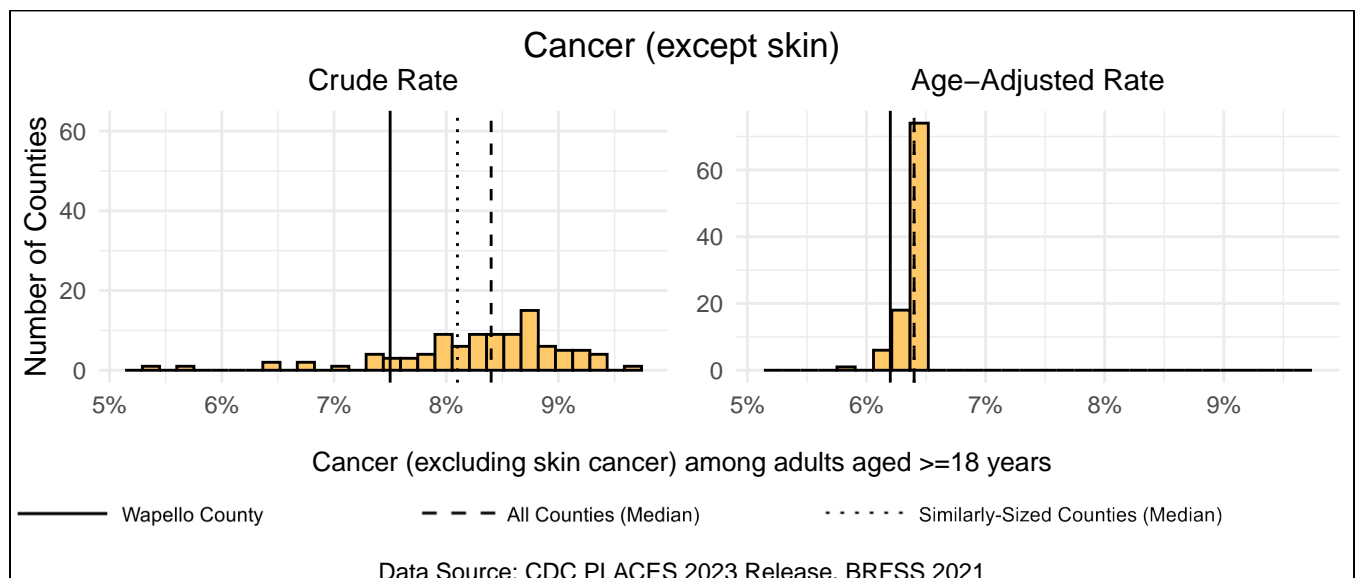 Cancer (except skin)
Crude Rate
Age−Adjusted Rate
Number of Counties
60
40
20
0
5%
6%
7%
8%
9%
60
40
20
0
5%
6%
7%
8%
9%
Cancer (excluding skin cancer) among adults aged >=18 years
Wapello County
All Counties (Median)
Similarly-Sized Counties (Median)
Data Source: CDC PLACES 2023 Release, BRFSS 2021